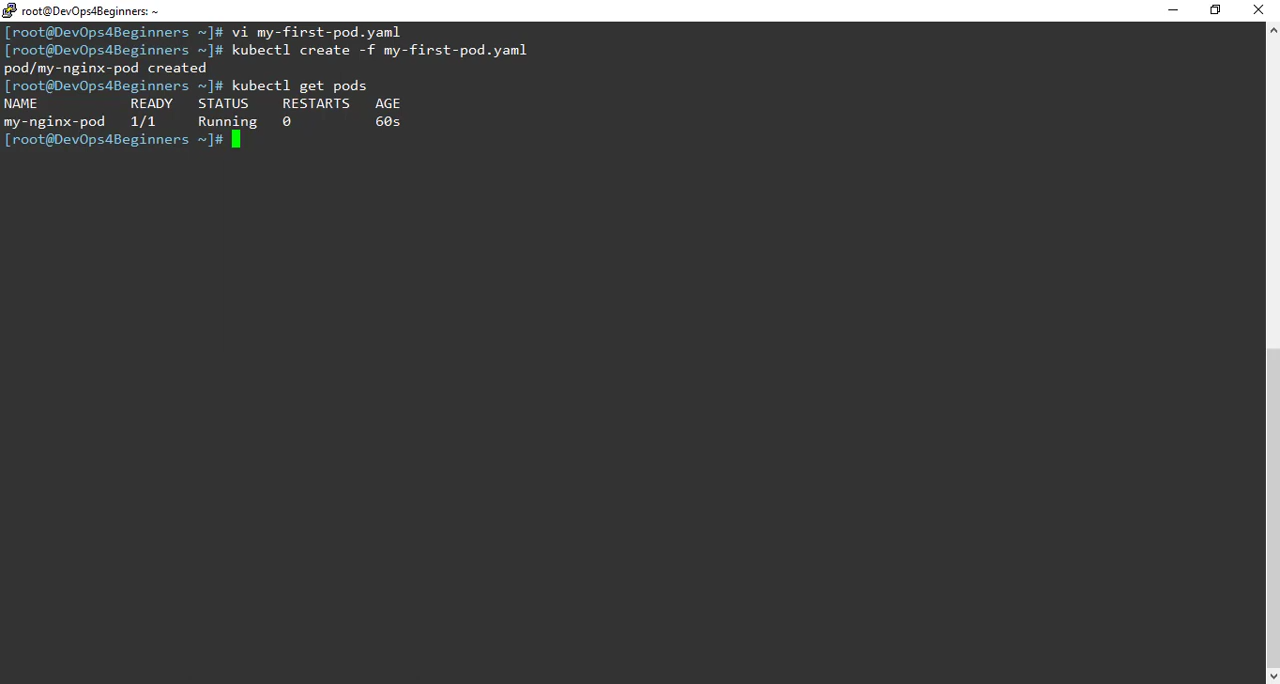 root@DevOps4Beginners: ~
[root@DevOps4Beginners ~]# vi my-first-pod.yaml
[root@DevOps4Beginners ~]# kubectl create -f my-first-pod.yaml
pod/my-nginx-pod created
[root@DevOps4Beginners ~]# kubectl get pods
NAME           READY   STATUS    RESTARTS   AGE
my-nginx-pod   1/1     Running   0          60s
[root@DevOps4Beginners ~]#